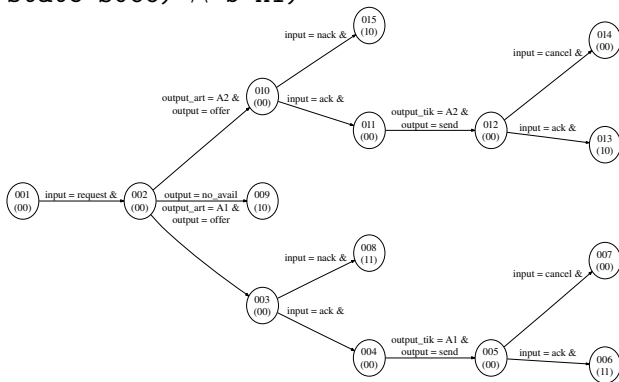 015
(10)
014
(00)
input = nack &
input = cancel &
010
(00)
output_art = A2 &
output = offer
input = ack &
output_tik = A2 &
output = send
011
(00)
012
(00)
input = ack &
013
(10)
001
(00)
input = request &
002
(00)
output = no_avail
output_art = A1 &
output = offer
009
(10)
008
(11)
007
(00)
input = nack &
input = cancel &
003
(00)
input = ack &
output_tik = A1 &
output = send
004
(00)
005
(00)
input = ack &
006
(11)